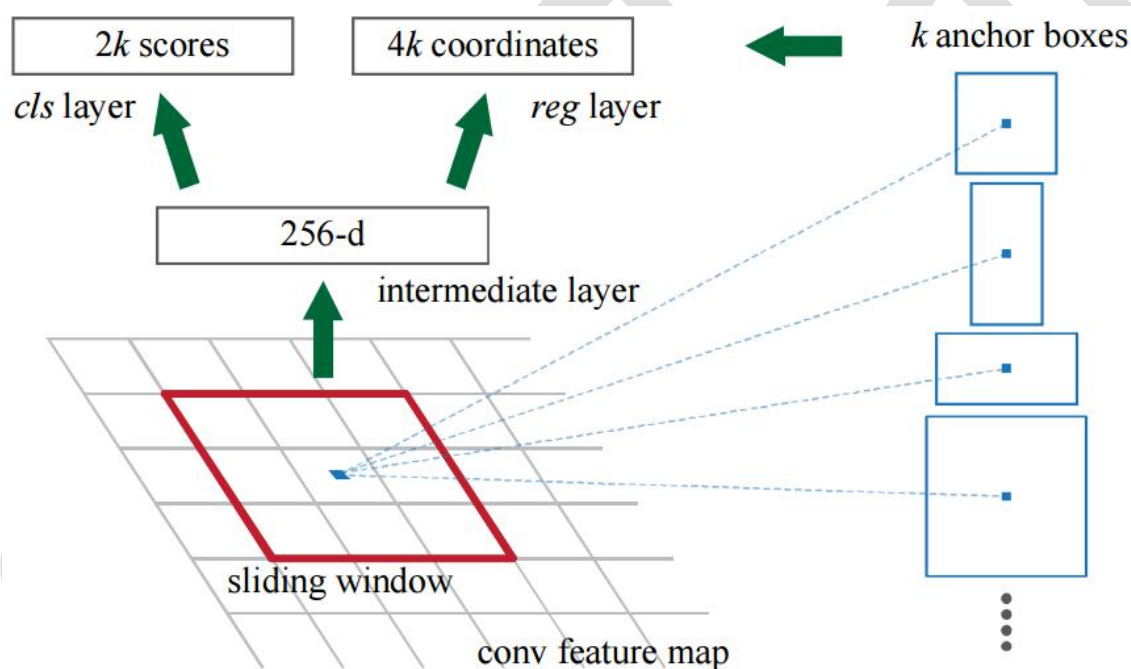 2k scores
4k coordinates
k anchor boxes
cls layer
reg layer
256-d
intermediate layer
sliding window
conv feature map